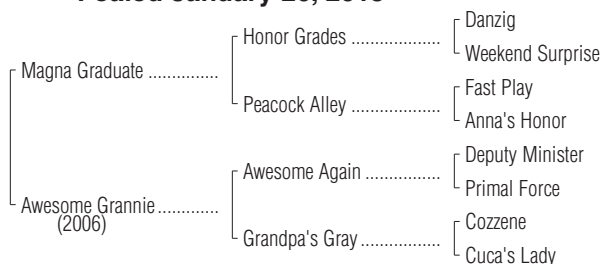 Foaled January
Danzig
Honor Grades ....................
Weekend Surprise
Magna Graduate ...............
Fast Play
Peacock Alley ....................
Anna's Honor
Deputy Minister
Awesome Again .................
Primal Force
Awesome Grannie .............
(2006)
Cozzene
Grandpa's Gray ..................
Cuca's Lady